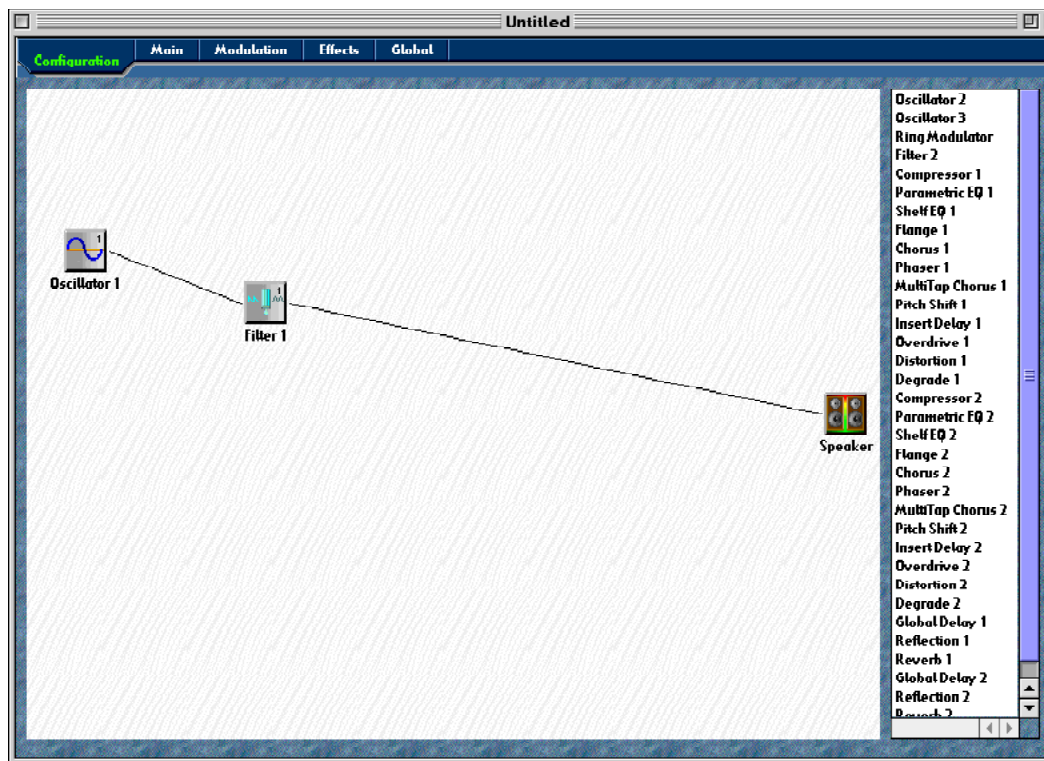 Untitled
Configuration
Main
Modulation
Effects
Global
1
Oscillator 1
1
Filter 1
Speaker
Oscillator 2
Oscillator 3
Ring Modulator
Filter 2
Compressor 1
Parametric EQ 1
Shelf EQ 1
Flange 1
Chorus 1
Phaser 1
MultiTap Chorus 1
Pitch Shift 1
Insert Delay 1
Overdrive 1
Distortion 1
Degrade 1
Compressor 2
Parametric EQ 2
Shelf EQ 2
Flange 2
Chorus 2
Phaser 2
MultiTap Chorus 2
Pitch Shift 2
Insert Delay 2
Overdrive 2
Distortion 2
Degrade 2
Global Delay 1
Reflection 1
Reverb 1
Global Delay 2
Reflection 2
Reverb 2